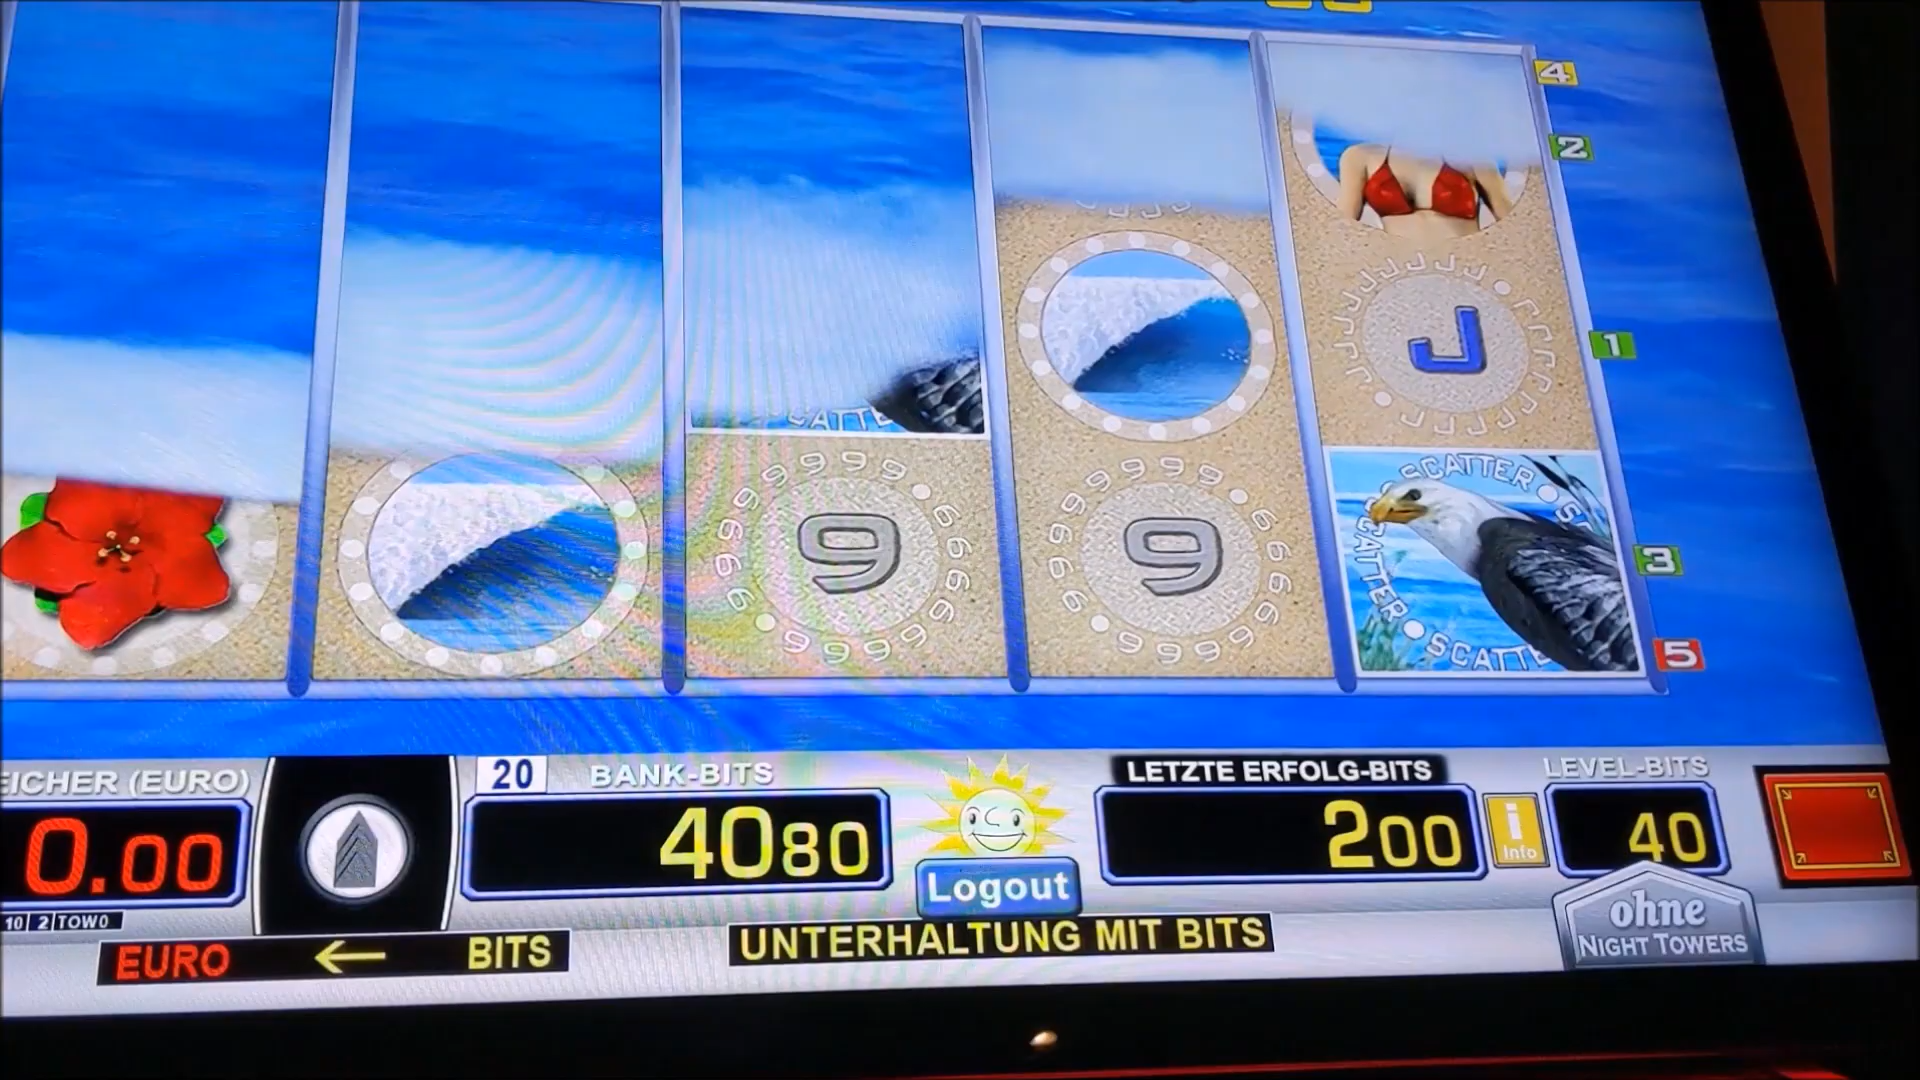 4
2
J
1
SCATTE
SCATTER
SCATTER
SCATTE
9
9
3
5
EICHER (EURO)
0.00
20 BANK-BITS
4080
LETZTE ERFOLG-BITS
200
i
Info
LEVEL-BITS
40
Logout
10 2 TOW0
EURO ← BITS
UNTERHALTUNG MIT BITS
ohne
NIGHT TOWERS